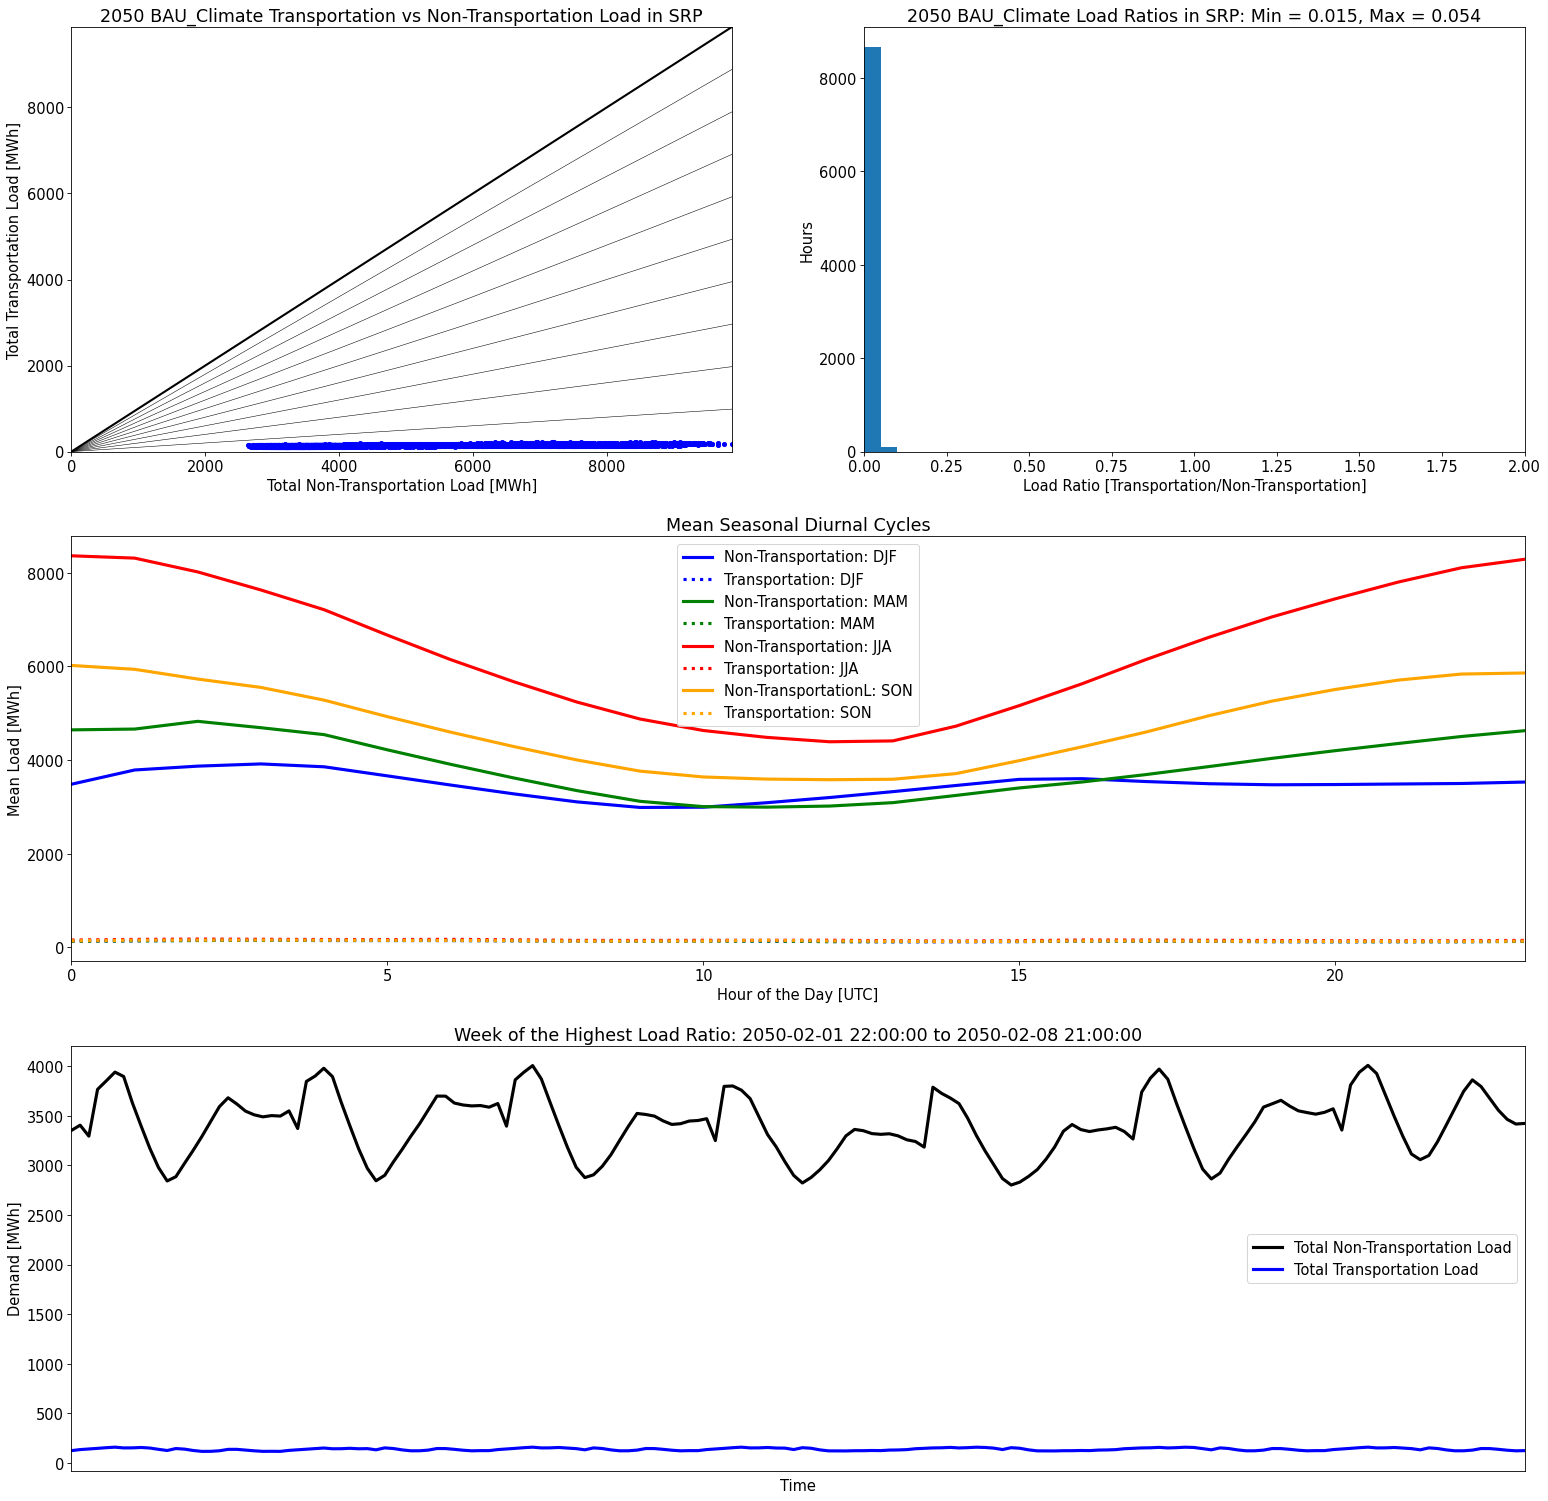 2050 BAU_Climate Transportation vs Non-Transportation Load in SRP
Total Transportation Load [MWh]
8000
6000
4000
2000
0
0 2000 4000 6000 8000
Total Non-Transportation Load [MWh]
2050 BAU_Climate Load Ratios in SRP: Min = 0.015, Max = 0.054
Hours
8000
6000
4000
2000
0
0.00 0.25 0.50 0.75 1.00 1.25 1.50 1.75 2.00
Load Ratio [Transportation/Non-Transportation]
Mean Seasonal Diurnal Cycles
Mean Load [MWh]
8000
6000
4000
2000
0
Non-Transportation: DJF
Transportation: DJF
Non-Transportation: MAM
Transportation: MAM
Non-Transportation: JJA
Transportation: JJA
Non-TransportationL: SON
Transportation: SON
0 5 10 15 20
Hour of the Day [UTC]
Week of the Highest Load Ratio: 2050-02-01 22:00:00 to 2050-02-08 21:00:00
Demand [MWh]
4000
3500
3000
2500
2000
1500
1000
500
0
Total Non-Transportation Load
Total Transportation Load
Time